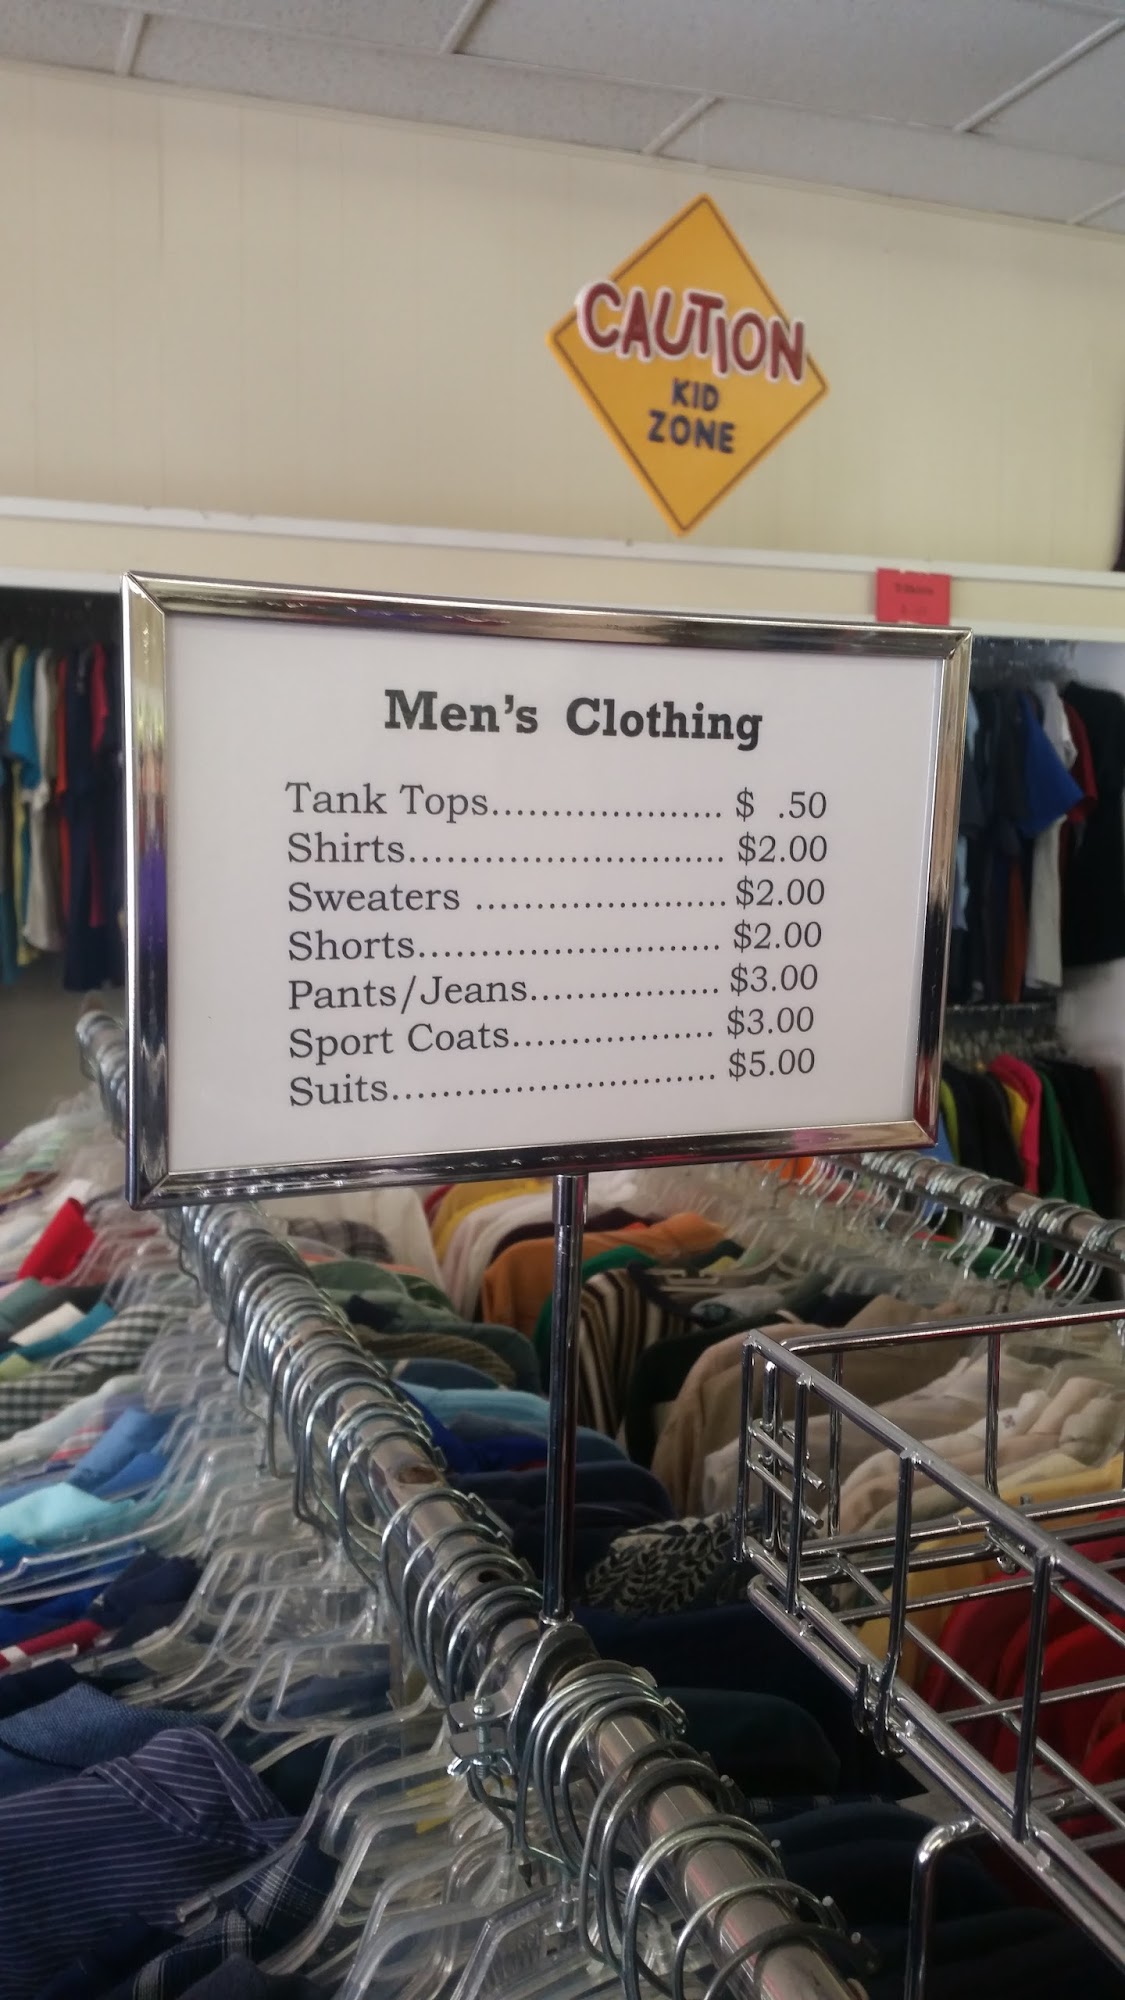 CAUTION
KID
ZONE
Men's Clothing
Tank Tops....................... $ .50
Shirts................................ $2.00
Sweaters ......................... $2.00
Shorts.............................. $2.00
Pants/Jeans................... $3.00
Sport Coats.................... $3.00
Suits................................ $5.00